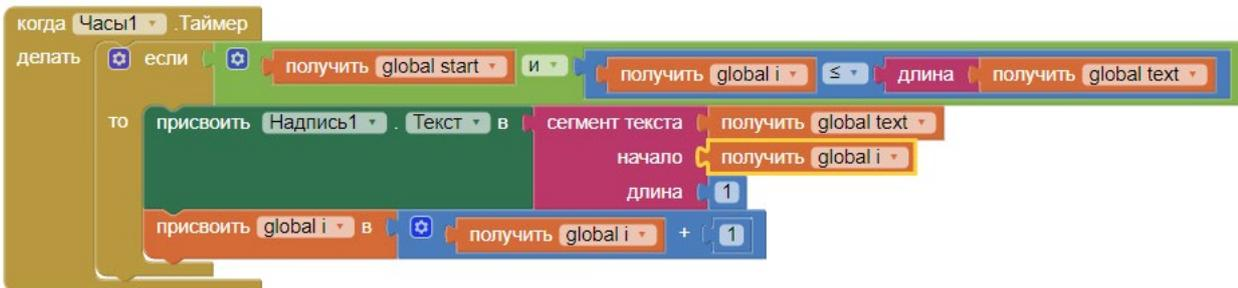 когда Часы1 .Таймер
делать если получить global start и получить global i ≤ длина получить global text
то присвоить Надпись1 . Текст в сегмент текста получить global text
начало получить global i
длина 1
присвоить global i в получить global i + 1